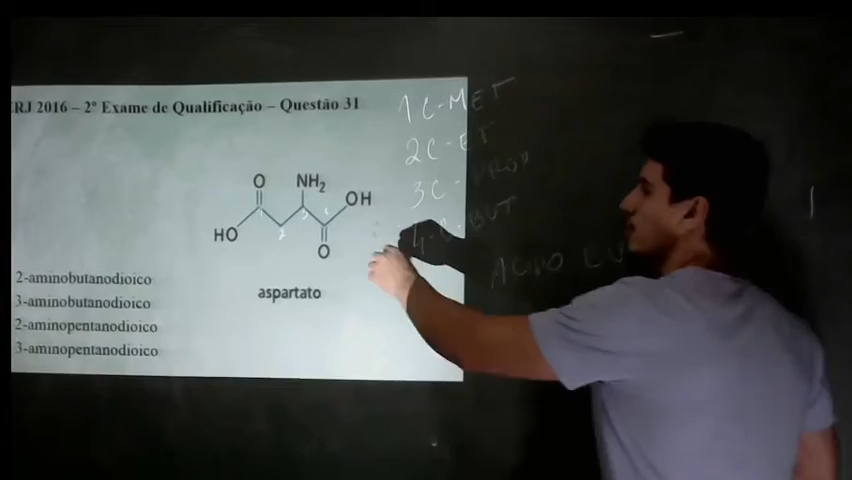 RJ 2016 – 2º Exame de Qualificação – Questão 31
O
NH₂
OH
HO
O
aspartato
2-aminobutanodioico
3-aminobutanodioico
2-aminopentanodioico
3-aminopentanodioico
1C-MET
2C-ET
3C-PROP
4-C-BUT
ACIDO